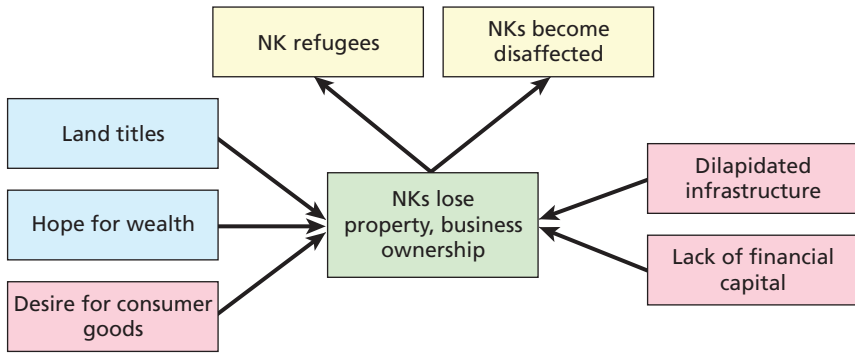 NK refugees
NKs become
disaffected
Land titles
Hope for wealth
Desire for consumer
goods
NKs lose
property, business
ownership
Dilapidated
infrastructure
Lack of financial
capital